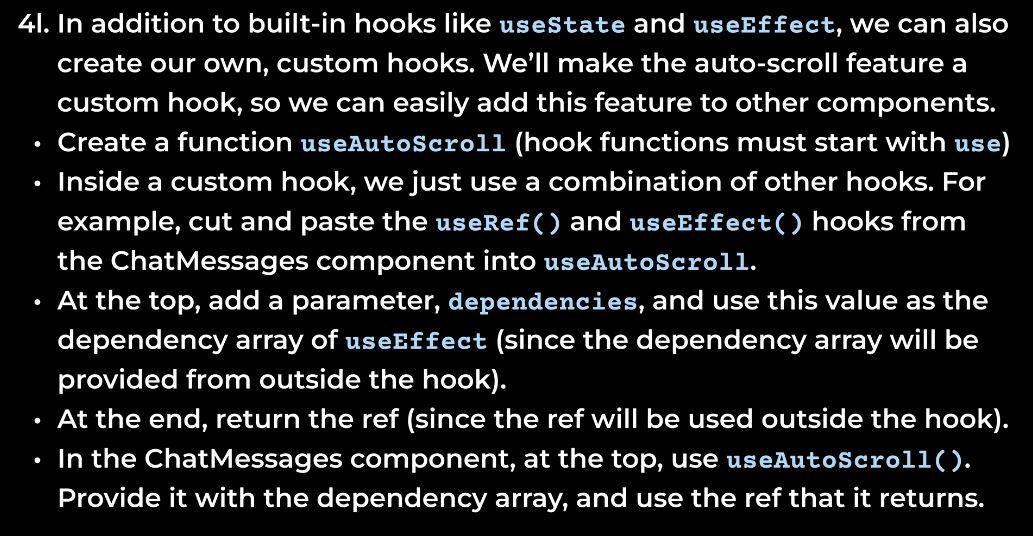 4l. In addition to built-in hooks like useState and useEffect, we can also
create our own, custom hooks. We’ll make the auto-scroll feature a
custom hook, so we can easily add this feature to other components.
• Create a function useAutoScroll (hook functions must start with use)
• Inside a custom hook, we just use a combination of other hooks. For
example, cut and paste the useRef() and useEffect() hooks from
the ChatMessages component into useAutoScroll.
• At the top, add a parameter, dependencies, and use this value as the
dependency array of useEffect (since the dependency array will be
provided from outside the hook).
• At the end, return the ref (since the ref will be used outside the hook).
• In the ChatMessages component, at the top, use useAutoScroll().
Provide it with the dependency array, and use the ref that it returns.